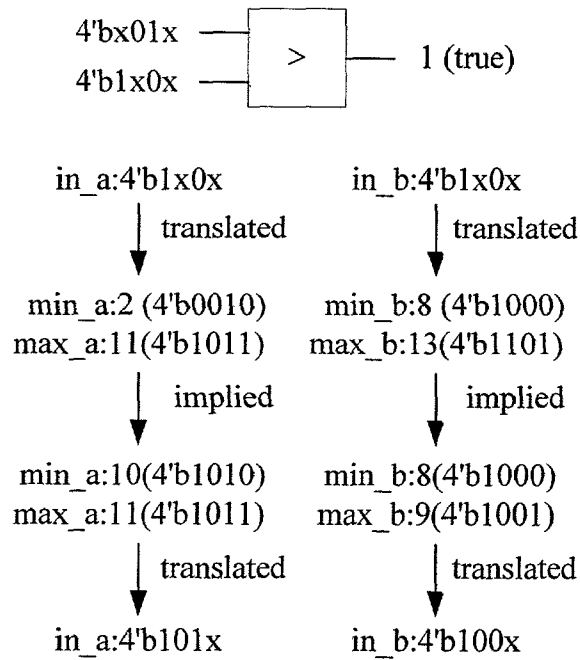 4'bx01x
4'b1x0x
>
1 (true)
in_a:4'b1x0x
in_b:4'b1x0x
translated
translated
min_a:2 (4'b0010)
max_a:11(4'b1011)
min_b:8 (4'b1000)
max_b:13(4'b1101)
implied
implied
min_a:10(4'b1010)
max_a:11(4'b1011)
min_b:8(4'b1000)
max_b:9(4'b1001)
translated
translated
in_a:4'b101x
in_b:4'b100x